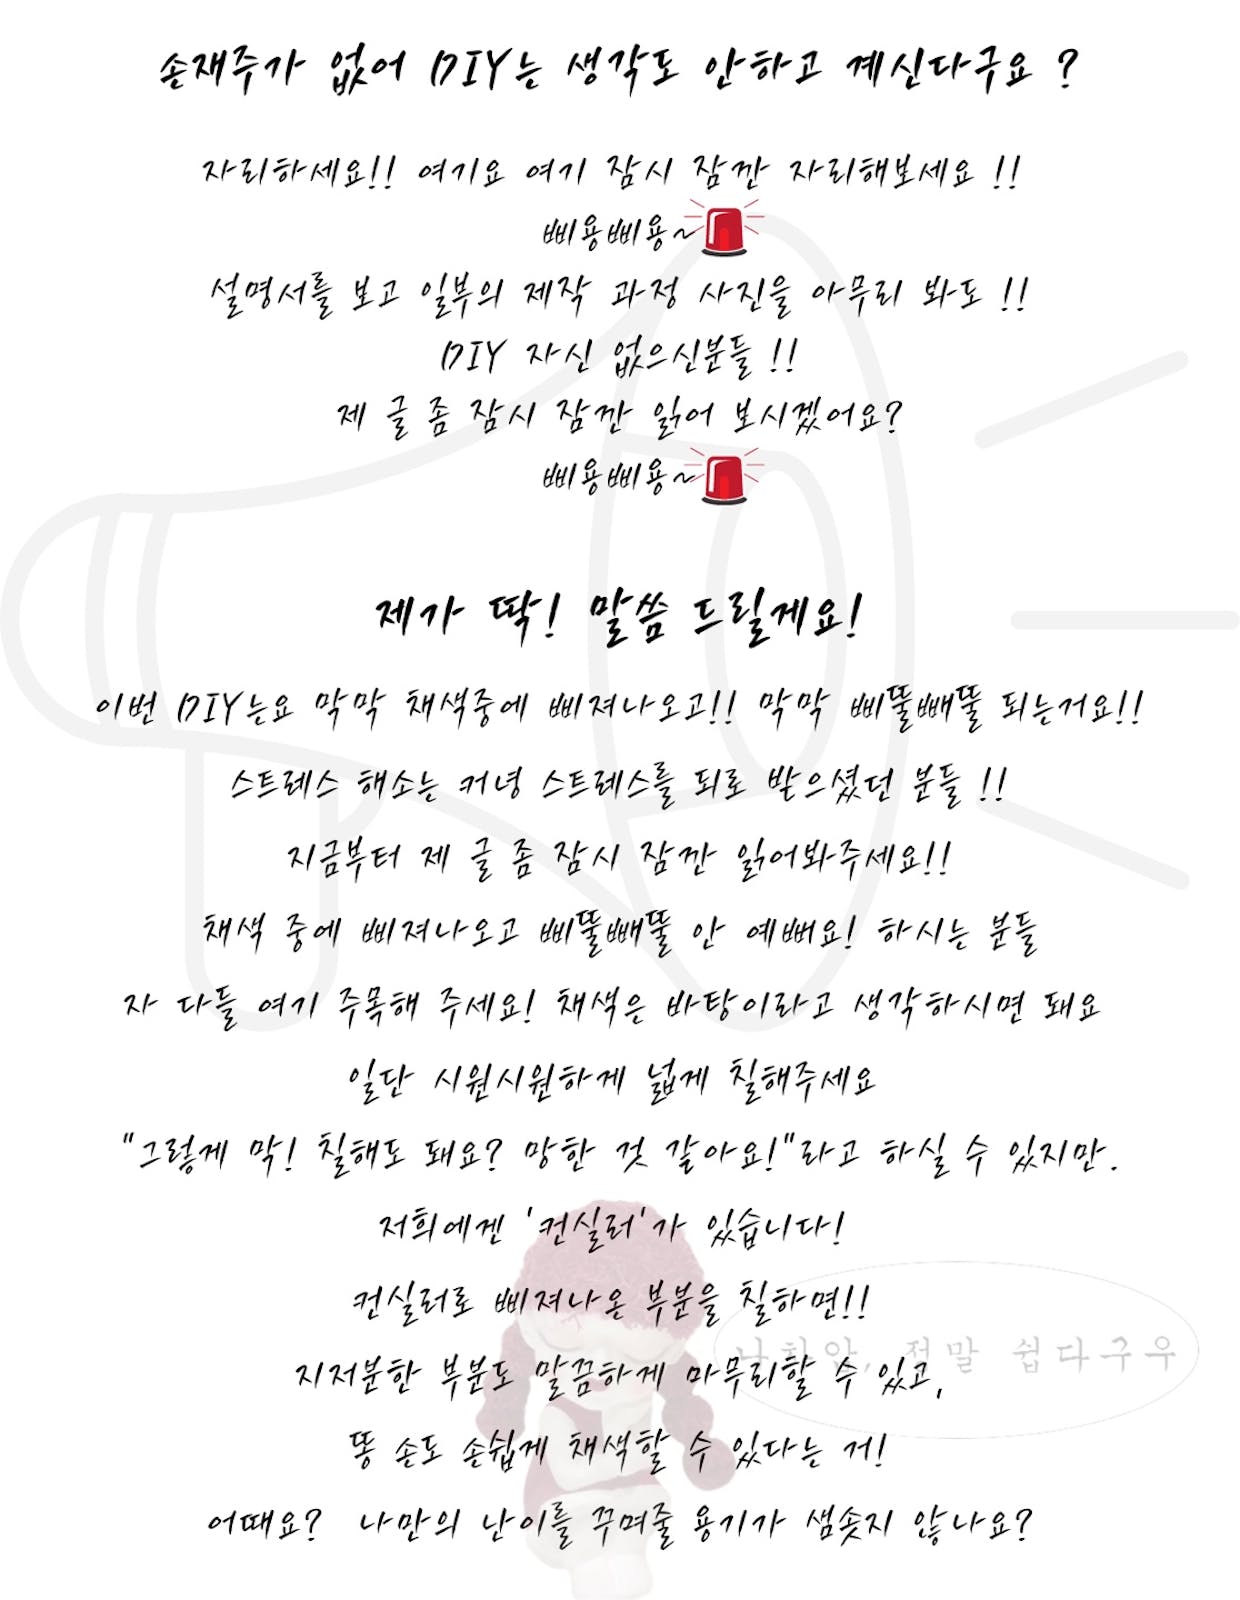 손재주가 없어 DIY는 생각도 안하고 계신다구요 ?
자리하세요!! 여기요 여기 잠시 잠깐 자리해보세요 !!
삐용삐용~
설명서를 보고 일부의 제작 과정 사진을 아무리 봐도 !!
DIY 자신 없으신분들 !!
제 글 좀 잠시 잠깐 읽어 보시겠어요?
삐용삐용~
제가 딱! 말씀 드릴게요!
이번 DIY는요 막막 채색중에 삐져나오고!! 막막 삐뚤빼뚤 되는거요!!
스트레스 해소는 커녕 스트레스를 되로 받으셨던 분들 !!
지금부터 제 글 좀 잠시 잠깐 읽어봐주세요!!
채색 중에 삐져나오고 삐뚤빼뚤 안 예뻐요! 하시는 분들
자 다들 여기 주목해 주세요! 채색은 바탕이라고 생각하시면 돼요
일단 시원시원하게 넓게 칠해주세요
"그렇게 막! 칠해도 돼요? 망한 것 같아요!"라고 하실 수 있지만.
저희에겐 '컨실러'가 있습니다!
컨실러로 삐져나온 부분을 칠하면!!
정말 쉽다구우
지저분한 부분도 말끔하게 마무리할 수 있고,
똥 손도 손쉽게 채색할 수 있다는 거!
어때요? 나만의 난이를 꾸며줄 용기가 샘솟지 않나요?